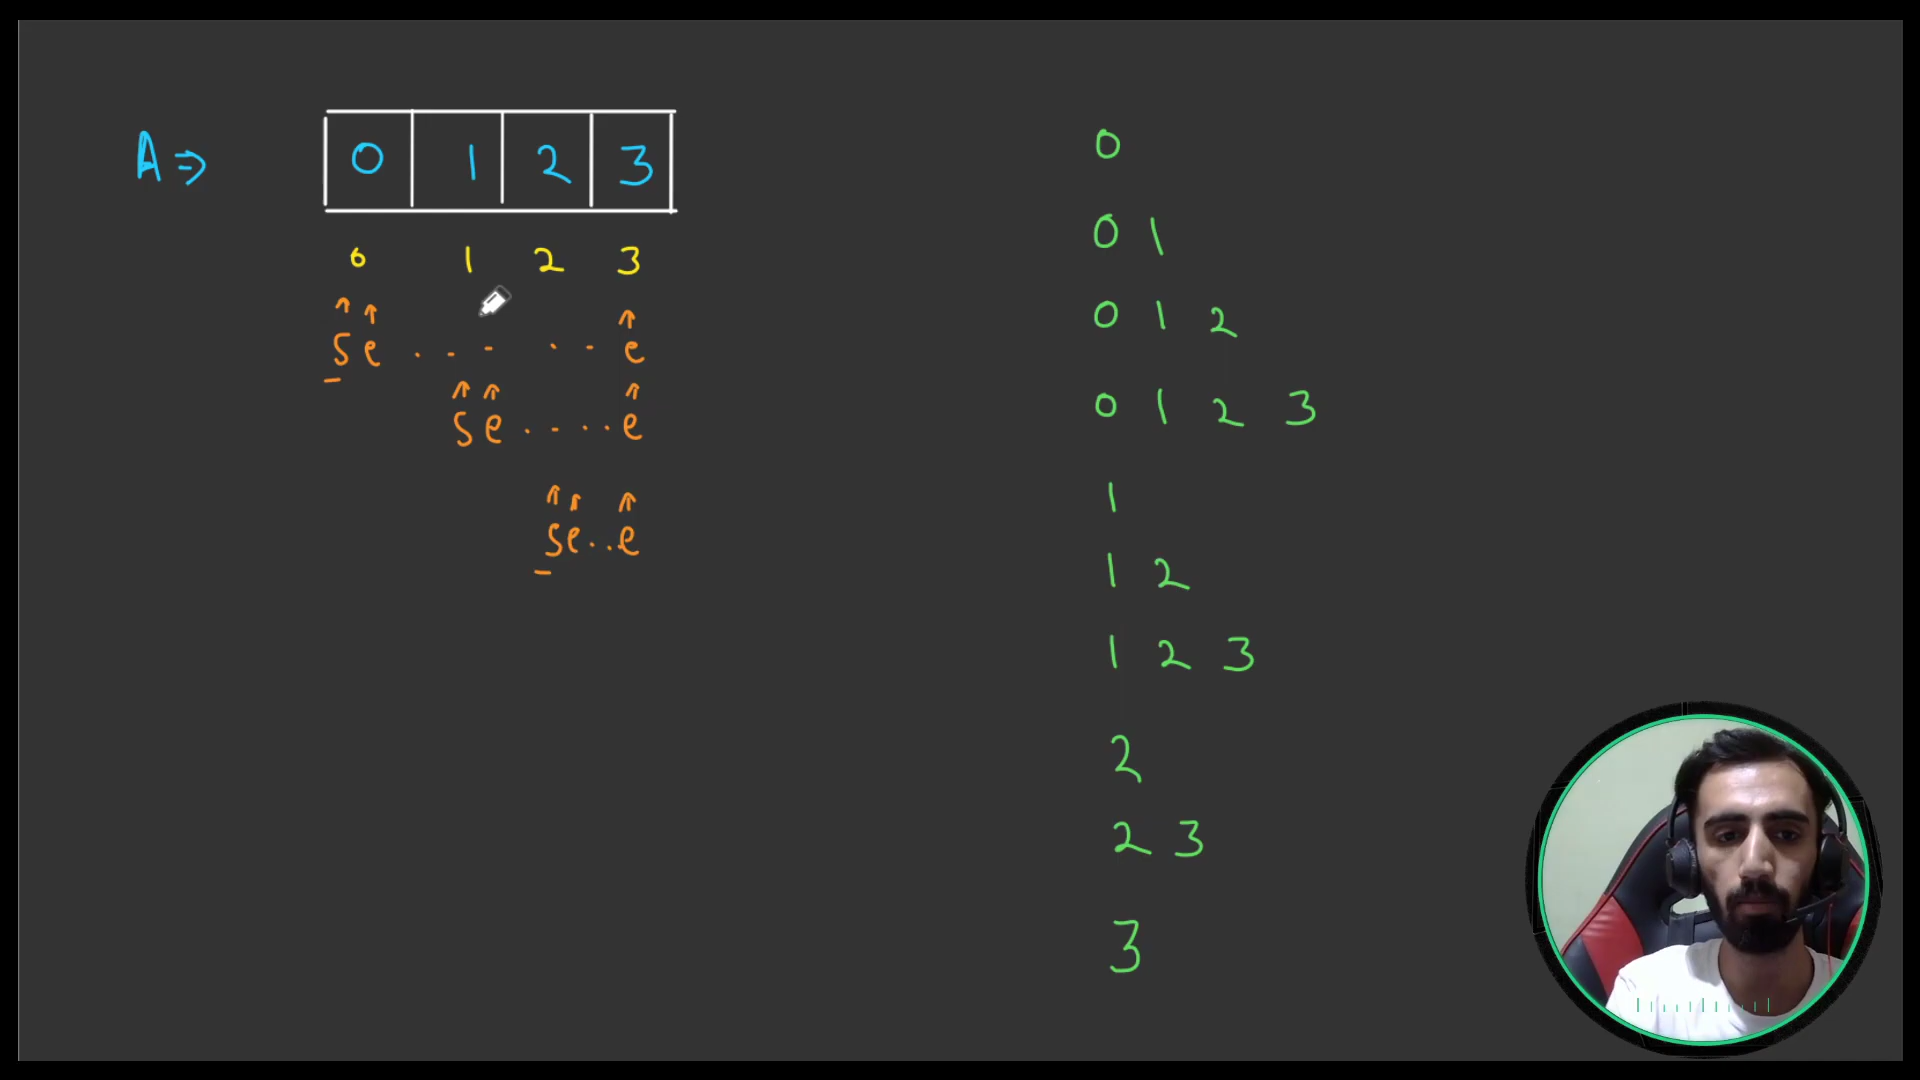 A ⇒ 0 1 2 3
0 1 2 3
s e . . . . . e
s e . . . . e
s e . . e
0
0 1
0 1 2
0 1 2 3
1
1 2
1 2 3
2
2 3
3